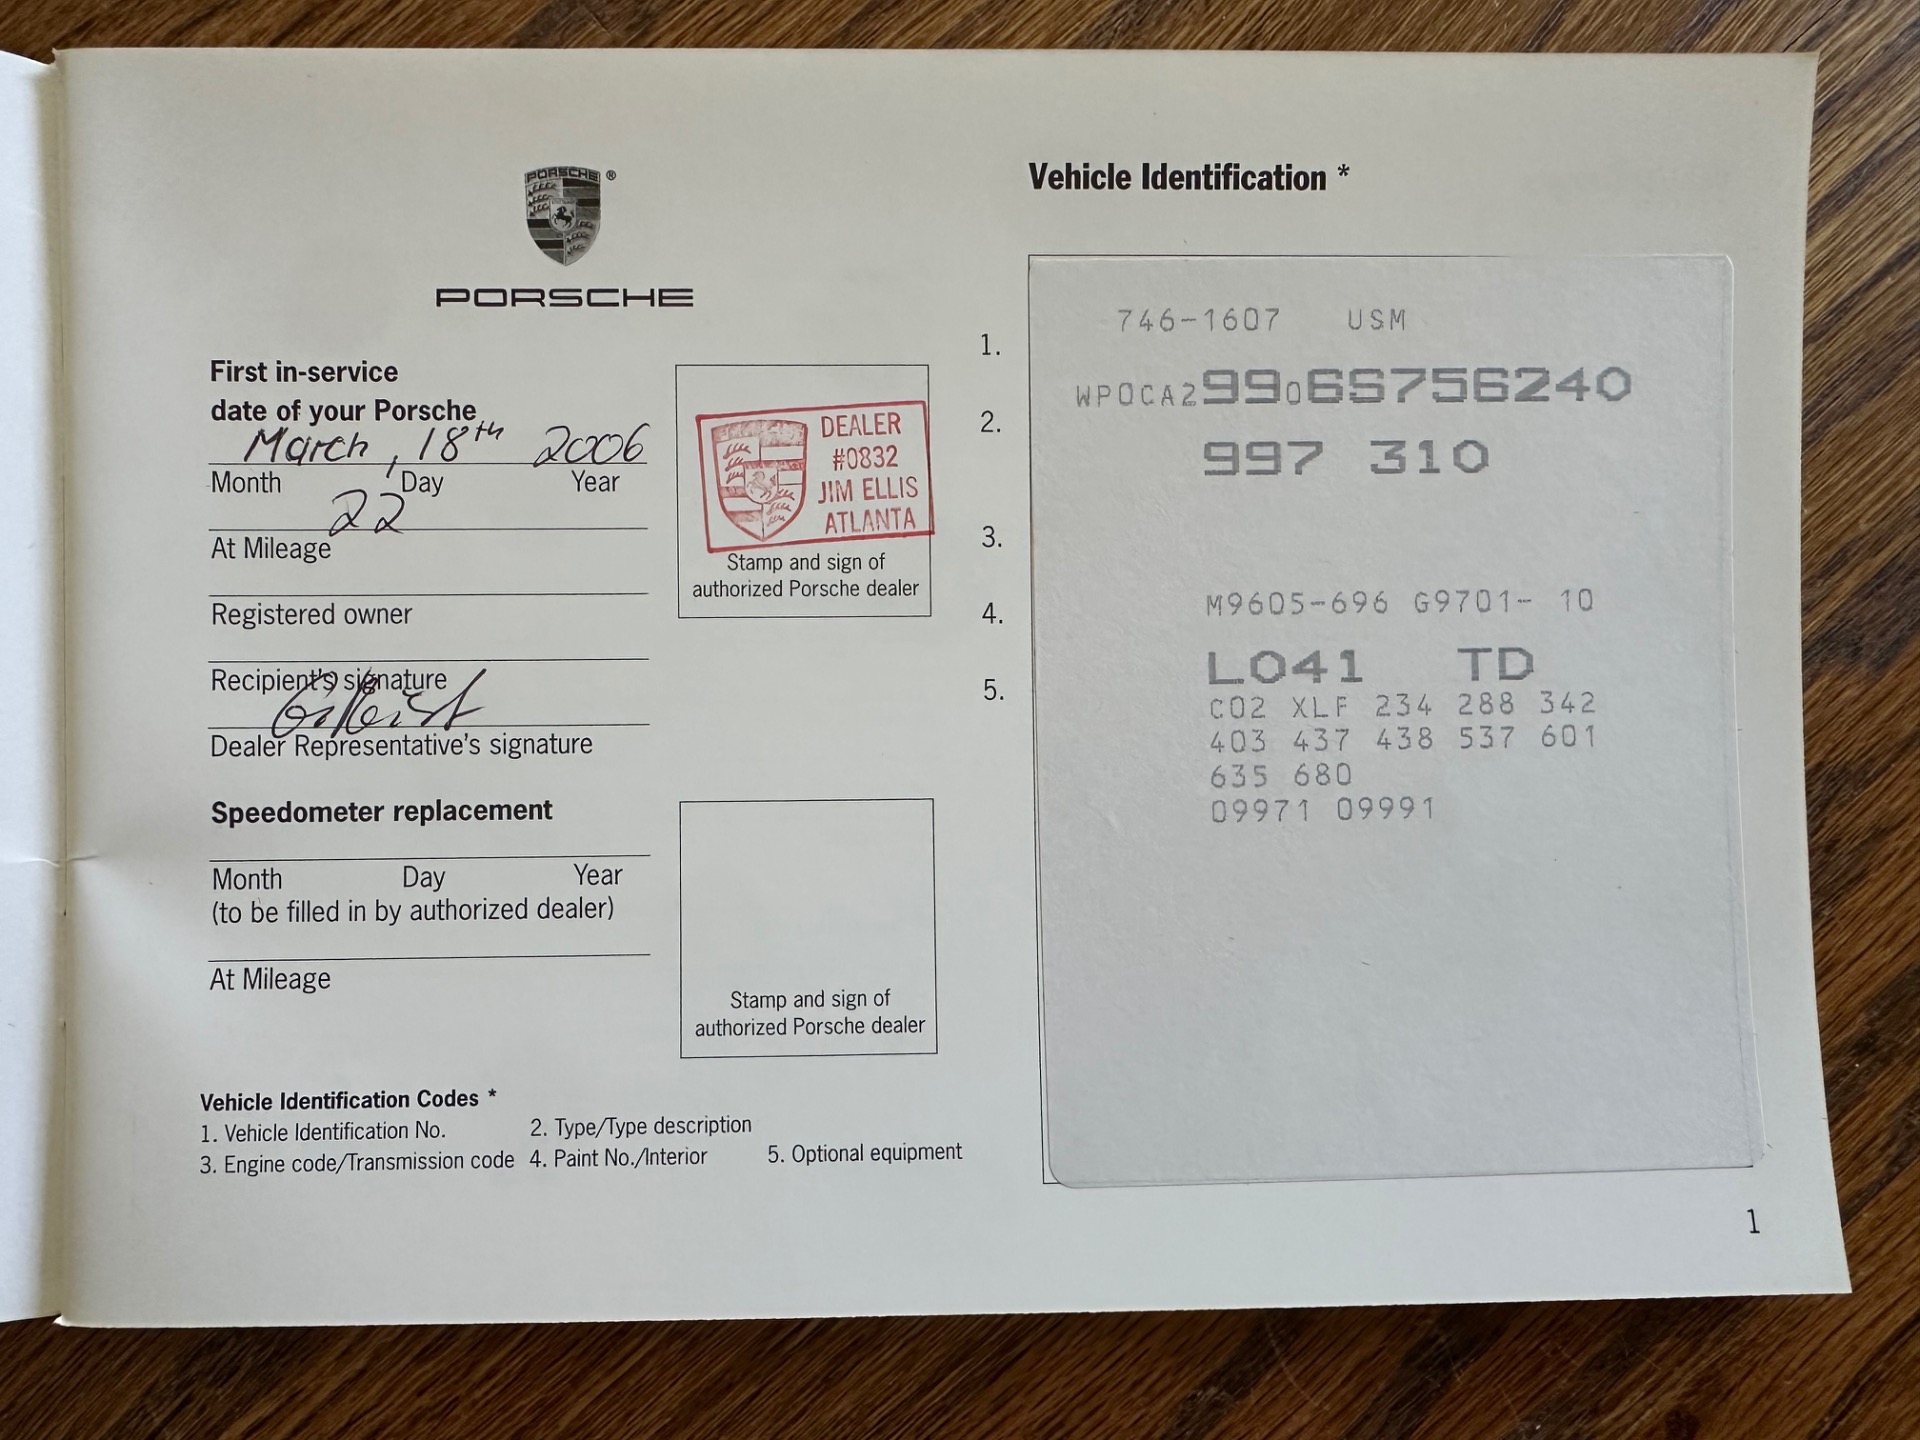 PORSCHE ®
PORSCHE
First in-service
date of your Porsche
March, 18th 2006
Month Day Year
22
At Mileage
Registered owner
Recipient's signature
Dealer Representative's signature
DEALER
#0832
JIM ELLIS
ATLANTA
Stamp and sign of
authorized Porsche dealer
Speedometer replacement
Month Day Year
(to be filled in by authorized dealer)
At Mileage
Stamp and sign of
authorized Porsche dealer
Vehicle Identification Codes *
1. Vehicle Identification No. 2. Type/Type description
3. Engine code/Transmission code 4. Paint No./Interior 5. Optional equipment
Vehicle Identification *
746-1607 USM
1.
WP0CA29906S756240
2.
997 310
3.
M9605-696 G9701- 10
4.
L041 TD
5.
C02 XLF 234 288 342
403 437 438 537 601
635 680
09971 09991
1